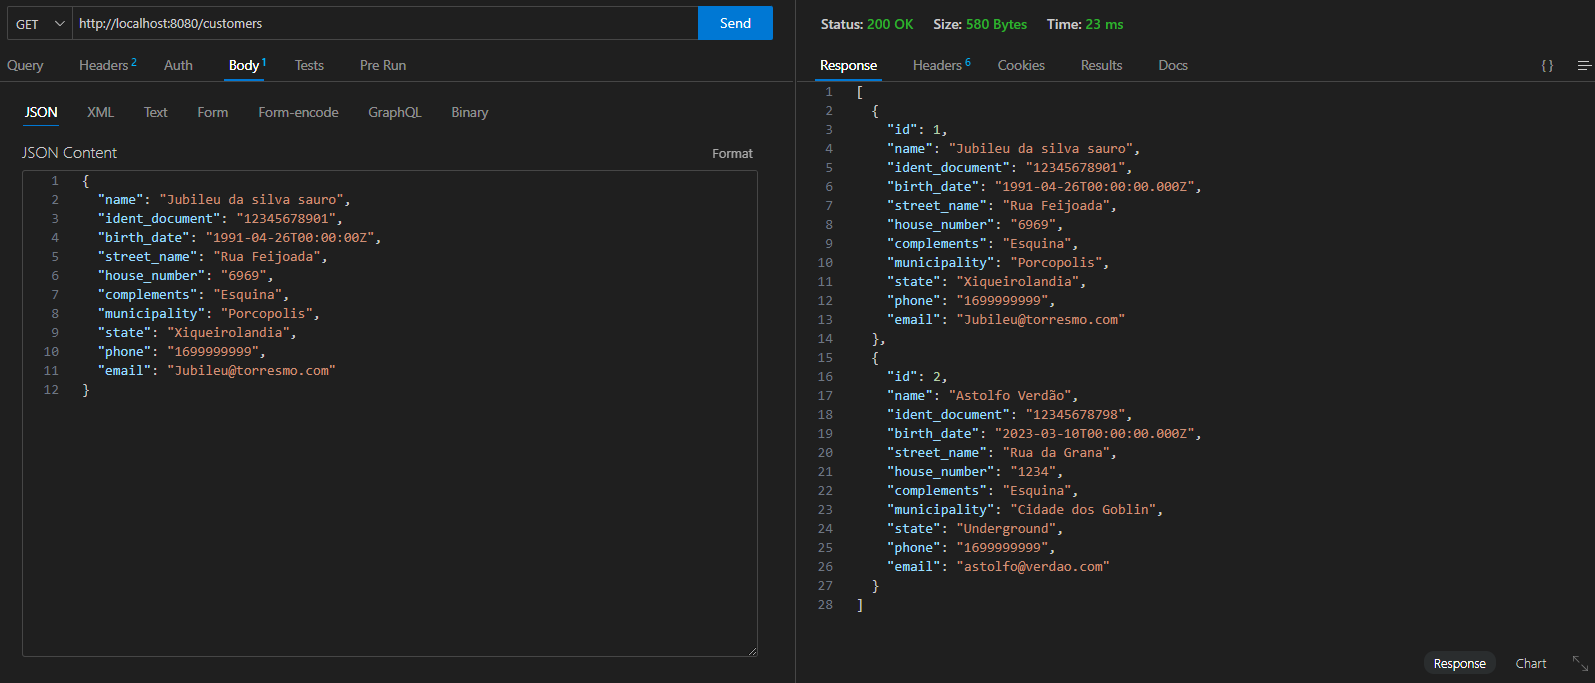 GET http://localhost:8080/customers Send
Query Headers 2 Auth Body 1 Tests Pre Run
JSON XML Text Form Form-encode GraphQL Binary
JSON Content Format
1 {
2 "name": "Jubileu da silva sauro",
3 "ident_document": "12345678901",
4 "birth_date": "1991-04-26T00:00:00Z",
5 "street_name": "Rua Feijoada",
6 "house_number": "6969",
7 "complements": "Esquina",
8 "municipality": "Porcopolis",
9 "state": "Xiqueirolandia",
10 "phone": "1699999999",
11 "email": "Jubileu@torresmo.com"
12 }
Status: 200 OK Size: 580 Bytes Time: 23 ms
Response Headers 6 Cookies Results Docs { }
1 [
2 {
3 "id": 1,
4 "name": "Jubileu da silva sauro",
5 "ident_document": "12345678901",
6 "birth_date": "1991-04-26T00:00:00.000Z",
7 "street_name": "Rua Feijoada",
8 "house_number": "6969",
9 "complements": "Esquina",
10 "municipality": "Porcopolis",
11 "state": "Xiqueirolandia",
12 "phone": "1699999999",
13 "email": "Jubileu@torresmo.com"
14 },
15 {
16 "id": 2,
17 "name": "Astolfo Verdão",
18 "ident_document": "12345678798",
19 "birth_date": "2023-03-10T00:00:00.000Z",
20 "street_name": "Rua da Grana",
21 "house_number": "1234",
22 "complements": "Esquina",
23 "municipality": "Cidade dos Goblin",
24 "state": "Underground",
25 "phone": "1699999999",
26 "email": "astolfo@verdao.com"
27 }
28 ]
Response Chart